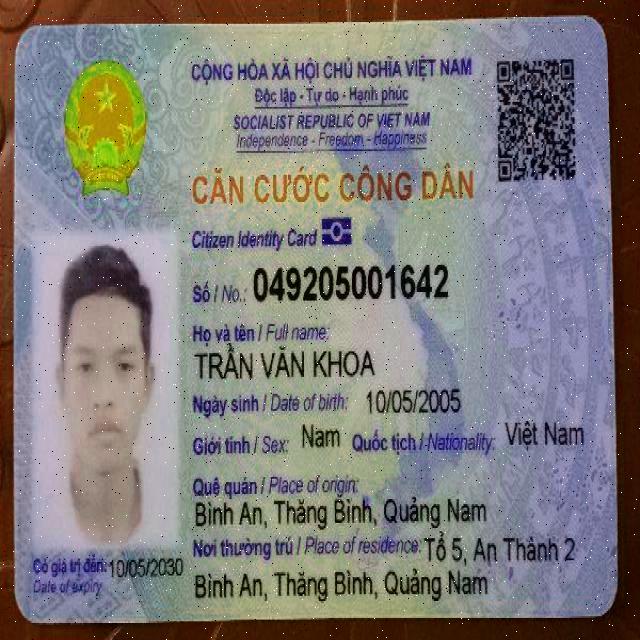 CỘNG HÒA XÃ HỘI CHỦ NGHĨA VIỆT NAM
Độc lập - Tự do - Hạnh phúc
SOCIALIST REPUBLIC OF VIET NAM
Independence - Freedom - Happiness
CĂN CƯỚC CÔNG DÂN
Citizen Identity Card
Số / No.: 049205001642
Họ và tên / Full name:
TRẦN VĂN KHOA
Ngày sinh / Date of birth: 10/05/2005
Giới tính / Sex: Nam Quốc tịch / Nationality: Việt Nam
Quê quán / Place of origin:
Bình An, Thăng Bình, Quảng Nam
Nơi thường trú / Place of residence: Tổ 5, An Thành 2
Bình An, Thăng Bình, Quảng Nam
Có giá trị đến: 10/05/2030
Date of expiry